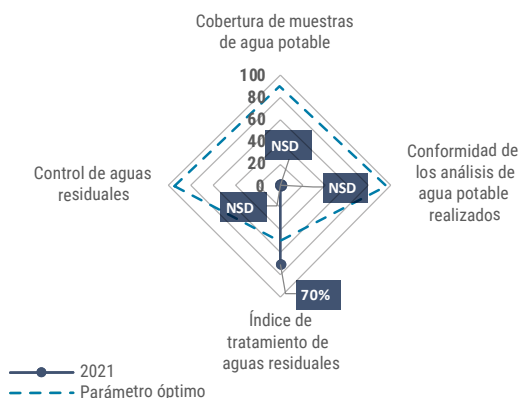 Cobertura de muestras
de agua potable
100
80
60
40
20
0
NSD
NSD
NSD
70%
Control de aguas
residuales
Conformidad de
los análisis de
agua potable
realizados
Índice de
tratamiento de
aguas residuales
2021
Parámetro óptimo